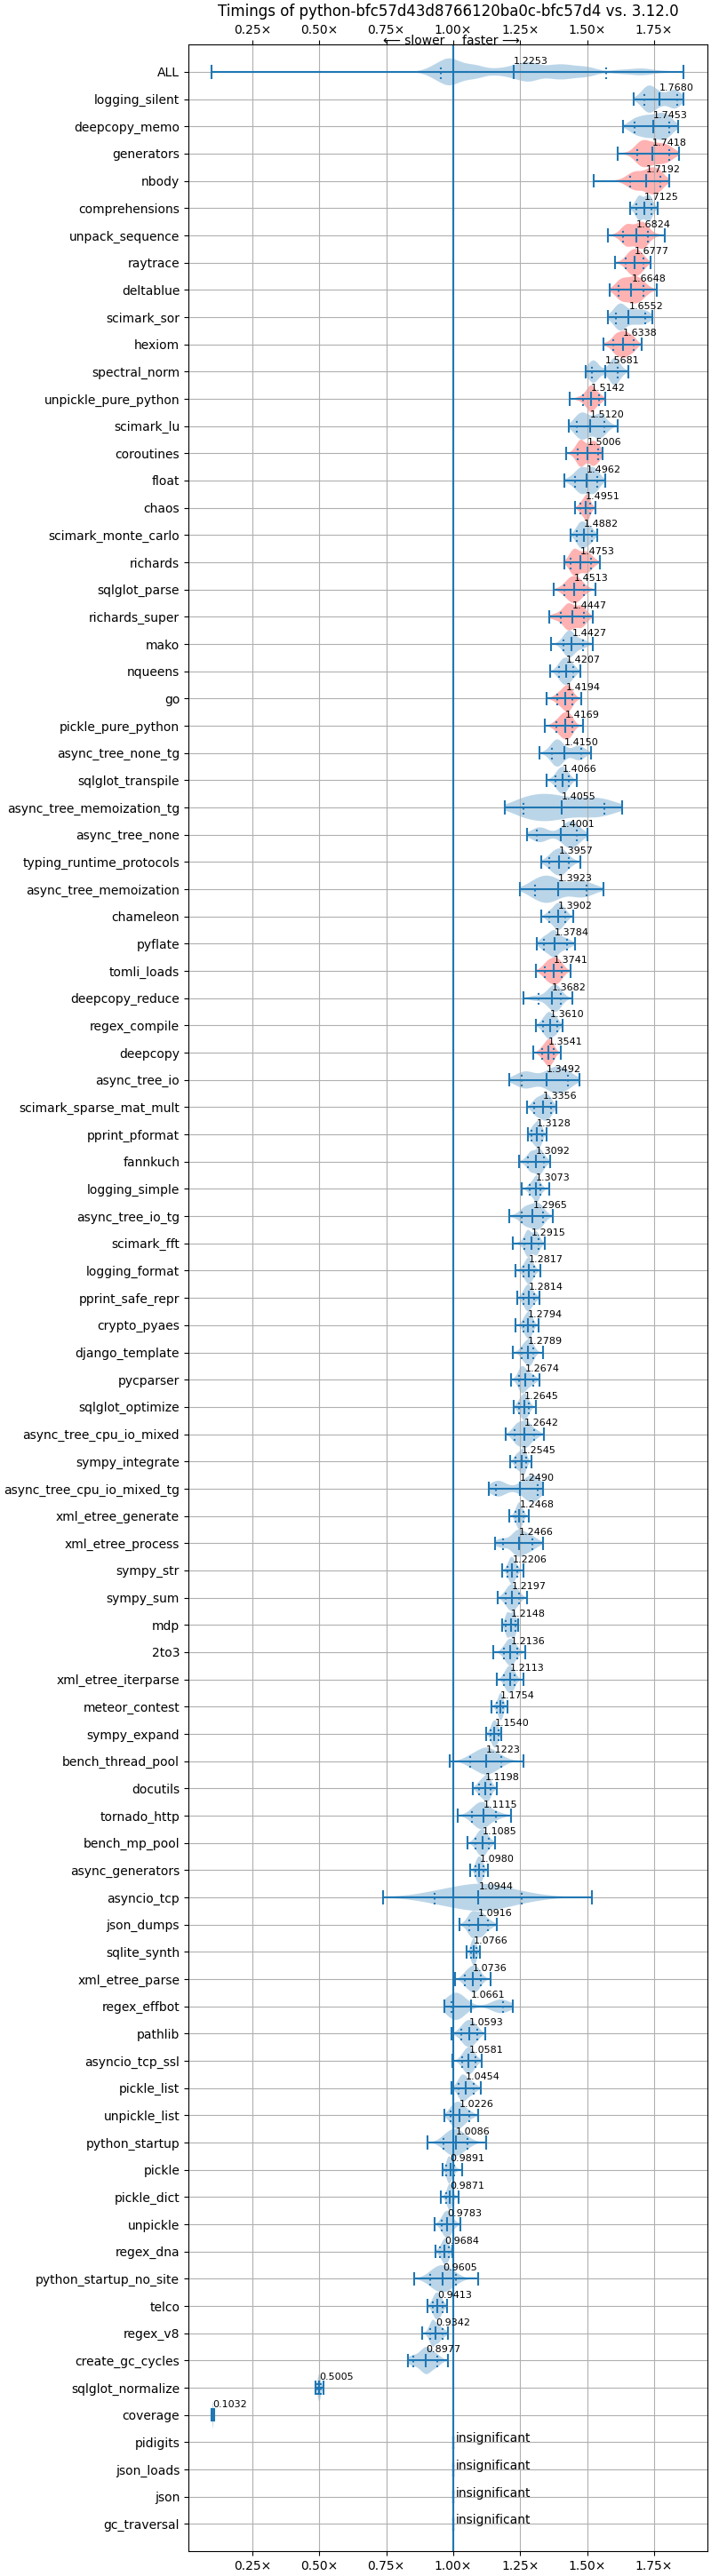 Timings of python-bfc57d43d8766120ba0c-bfc57d4 vs. 3.12.0
0.25× 0.50× 0.75× 1.00× 1.25× 1.50× 1.75×
⟵ slower faster ⟶
ALL 1.2253
logging_silent 1.7680
deepcopy_memo 1.7453
generators 1.7418
nbody 1.7192
comprehensions 1.7125
unpack_sequence 1.6824
raytrace 1.6777
deltablue 1.6648
scimark_sor 1.6552
hexiom 1.6338
spectral_norm 1.5681
unpickle_pure_python 1.5142
scimark_lu 1.5120
coroutines 1.5006
float 1.4962
chaos 1.4951
scimark_monte_carlo 1.4882
richards 1.4753
sqlglot_parse 1.4513
richards_super 1.4447
mako 1.4427
nqueens 1.4207
go 1.4194
pickle_pure_python 1.4169
async_tree_none_tg 1.4150
sqlglot_transpile 1.4066
async_tree_memoization_tg 1.4055
async_tree_none 1.4001
typing_runtime_protocols 1.3957
async_tree_memoization 1.3923
chameleon 1.3902
pyflate 1.3784
tomli_loads 1.3741
deepcopy_reduce 1.3682
regex_compile 1.3610
deepcopy 1.3541
async_tree_io 1.3492
scimark_sparse_mat_mult 1.3356
pprint_pformat 1.3128
fannkuch 1.3092
logging_simple 1.3073
async_tree_io_tg 1.2965
scimark_fft 1.2915
logging_format 1.2817
pprint_safe_repr 1.2814
crypto_pyaes 1.2794
django_template 1.2789
pycparser 1.2674
sqlglot_optimize 1.2645
async_tree_cpu_io_mixed 1.2642
sympy_integrate 1.2545
async_tree_cpu_io_mixed_tg 1.2490
xml_etree_generate 1.2468
xml_etree_process 1.2466
sympy_str 1.2206
sympy_sum 1.2197
mdp 1.2148
2to3 1.2136
xml_etree_iterparse 1.2113
meteor_contest 1.1754
sympy_expand 1.1540
bench_thread_pool 1.1223
docutils 1.1198
tornado_http 1.1115
bench_mp_pool 1.1085
async_generators 1.0980
asyncio_tcp 1.0944
json_dumps 1.0916
sqlite_synth 1.0766
xml_etree_parse 1.0736
regex_effbot 1.0661
pathlib 1.0593
asyncio_tcp_ssl 1.0581
pickle_list 1.0454
unpickle_list 1.0226
python_startup 1.0086
pickle 0.9891
pickle_dict 0.9871
unpickle 0.9783
regex_dna 0.9684
python_startup_no_site 0.9605
telco 0.9413
regex_v8 0.9342
create_gc_cycles 0.8977
sqlglot_normalize 0.5005
coverage 0.1032
pidigits insignificant
json_loads insignificant
json insignificant
gc_traversal insignificant
0.25× 0.50× 0.75× 1.00× 1.25× 1.50× 1.75×